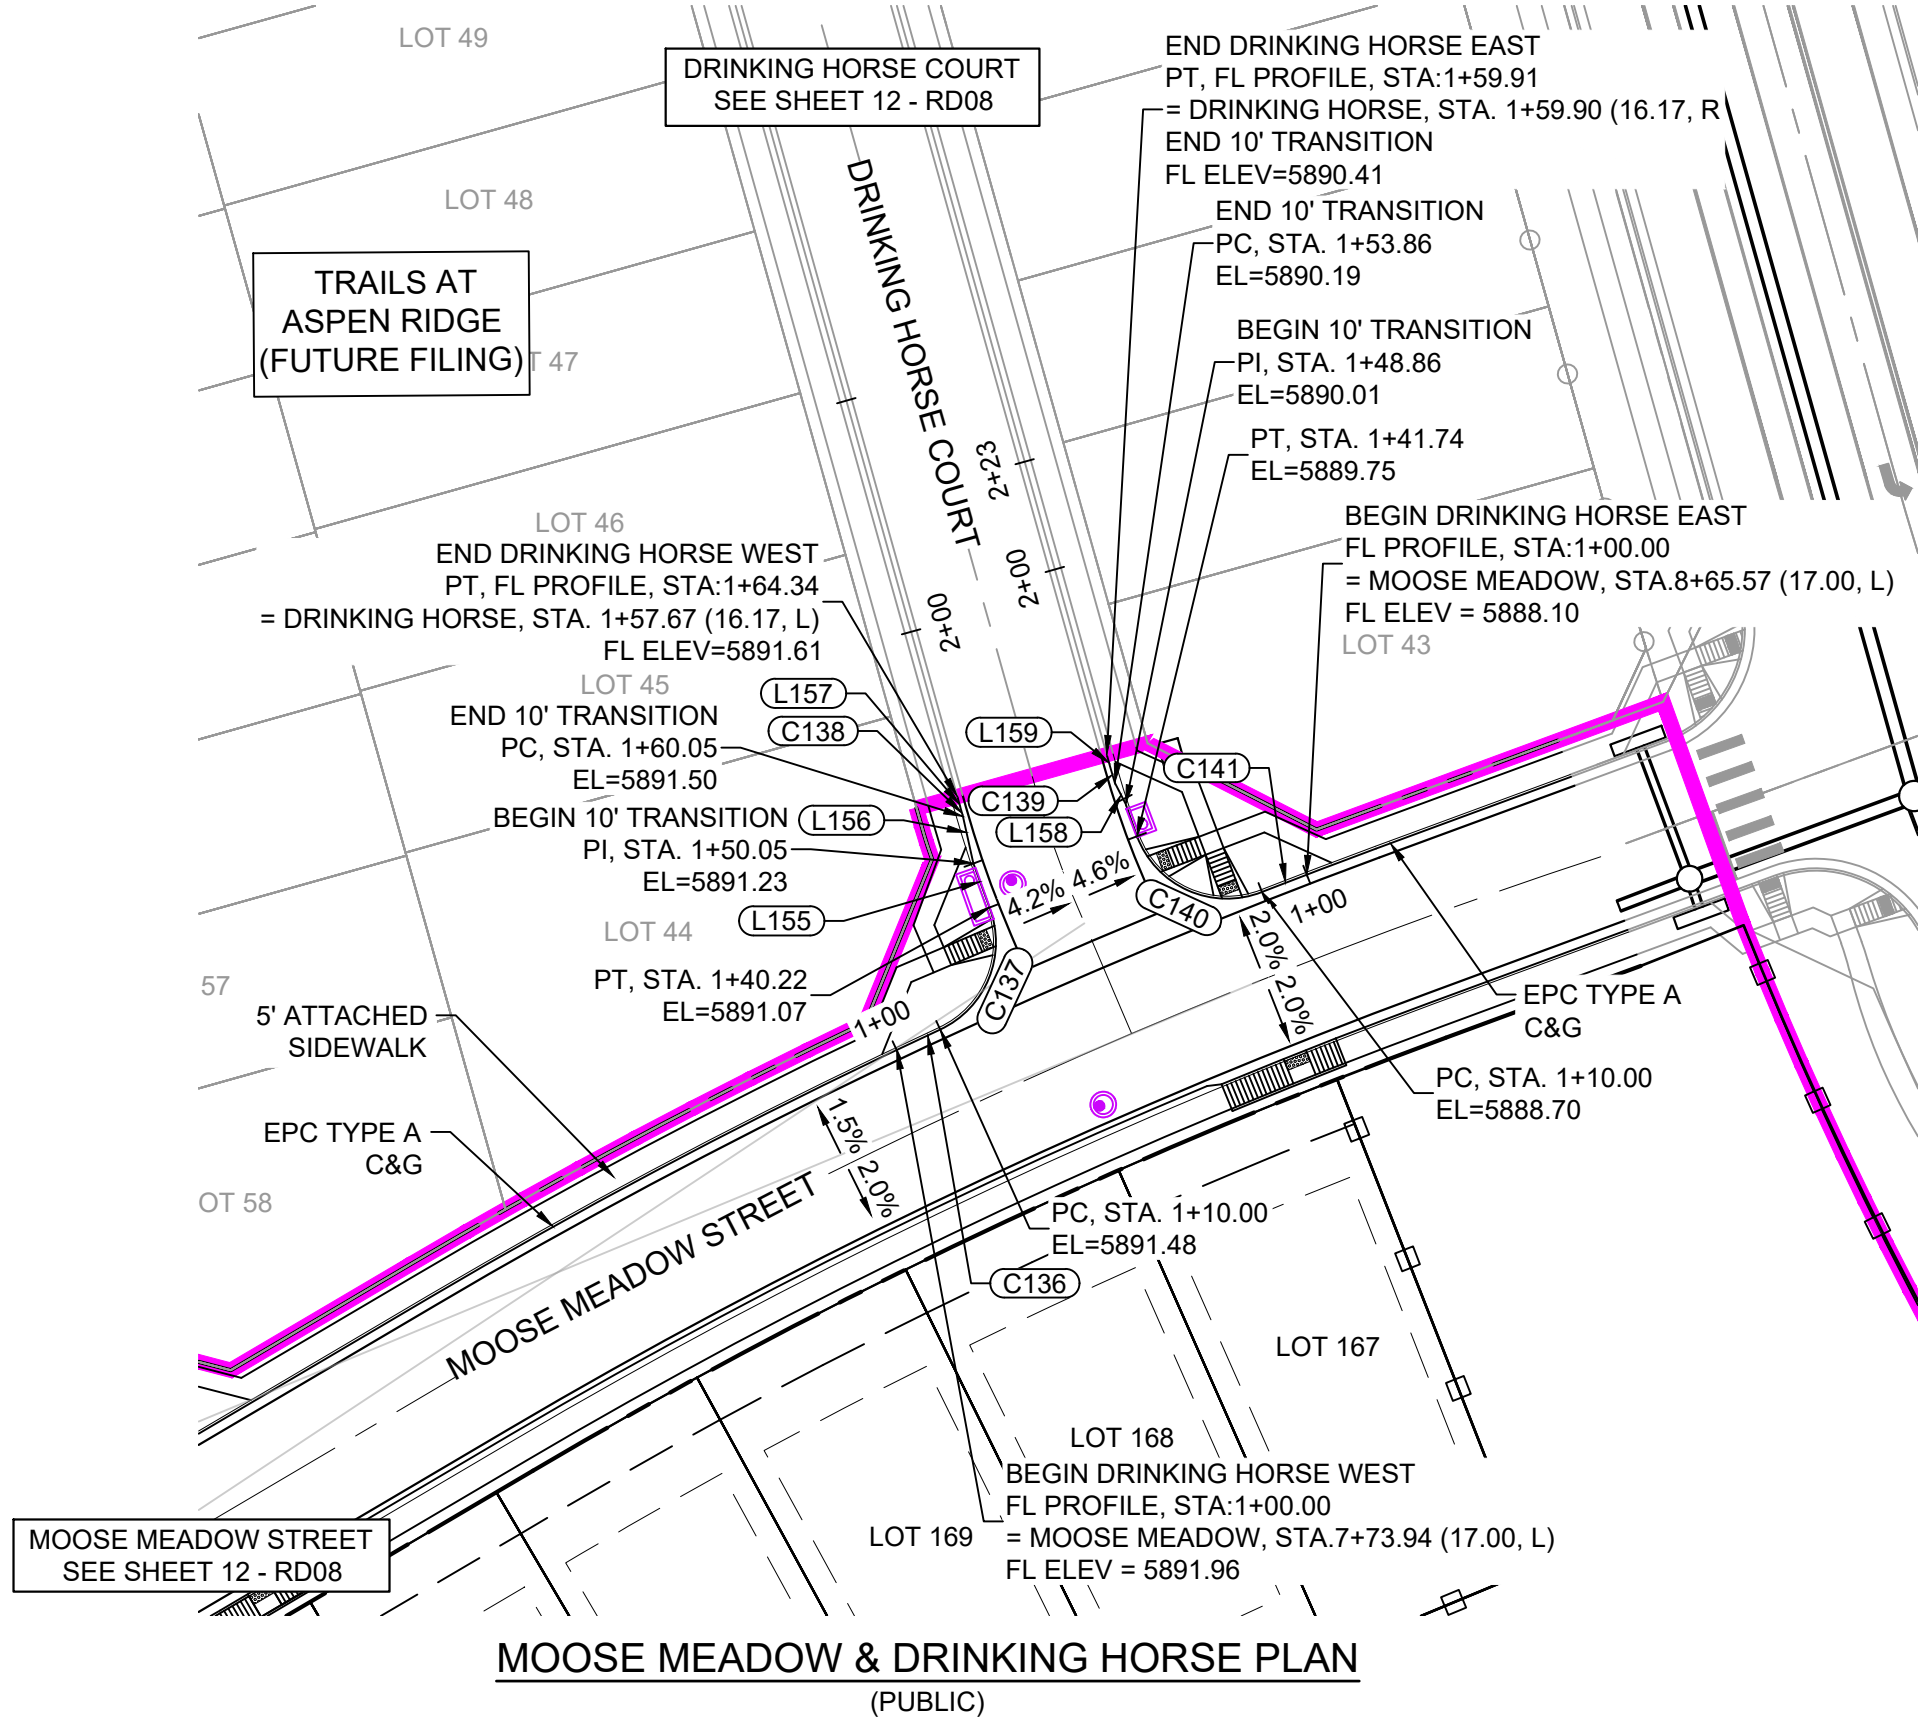 LOT 49
DRINKING HORSE COURT
SEE SHEET 12 - RD08
END DRINKING HORSE EAST
PT, FL PROFILE, STA:1+59.91
= DRINKING HORSE, STA. 1+59.90 (16.17, R
END 10' TRANSITION
FL ELEV=5890.41
LOT 48
END 10' TRANSITION
PC, STA. 1+53.86
EL=5890.19
TRAILS AT
ASPEN RIDGE
(FUTURE FILING)
T 47
DRINKING HORSE COURT
BEGIN 10' TRANSITION
PI, STA. 1+48.86
EL=5890.01
PT, STA. 1+41.74
EL=5889.75
2+23
LOT 46
BEGIN DRINKING HORSE EAST
FL PROFILE, STA:1+00.00
= MOOSE MEADOW, STA.8+65.57 (17.00, L)
FL ELEV = 5888.10
END DRINKING HORSE WEST
PT, FL PROFILE, STA:1+64.34
= DRINKING HORSE, STA. 1+57.67 (16.17, L)
FL ELEV=5891.61
2+00
2+00
LOT 43
LOT 45
L157
END 10' TRANSITION
PC, STA. 1+60.05
EL=5891.50
C138
L159
C141
C139
BEGIN 10' TRANSITION
PI, STA. 1+50.05
EL=5891.23
L156
L158
4.2%
4.6%
C140
1+00
L155
LOT 44
2.0%
2.0%
57
PT, STA. 1+40.22
EL=5891.07
C137
1+00
5' ATTACHED
SIDEWALK
EPC TYPE A
C&G
PC, STA. 1+10.00
EL=5888.70
EPC TYPE A
C&G
1.5%
2.0%
OT 58
MOOSE MEADOW STREET
PC, STA. 1+10.00
EL=5891.48
C136
LOT 167
LOT 168
BEGIN DRINKING HORSE WEST
FL PROFILE, STA:1+00.00
= MOOSE MEADOW, STA.7+73.94 (17.00, L)
FL ELEV = 5891.96
LOT 169
MOOSE MEADOW STREET
SEE SHEET 12 - RD08
MOOSE MEADOW & DRINKING HORSE PLAN
(PUBLIC)